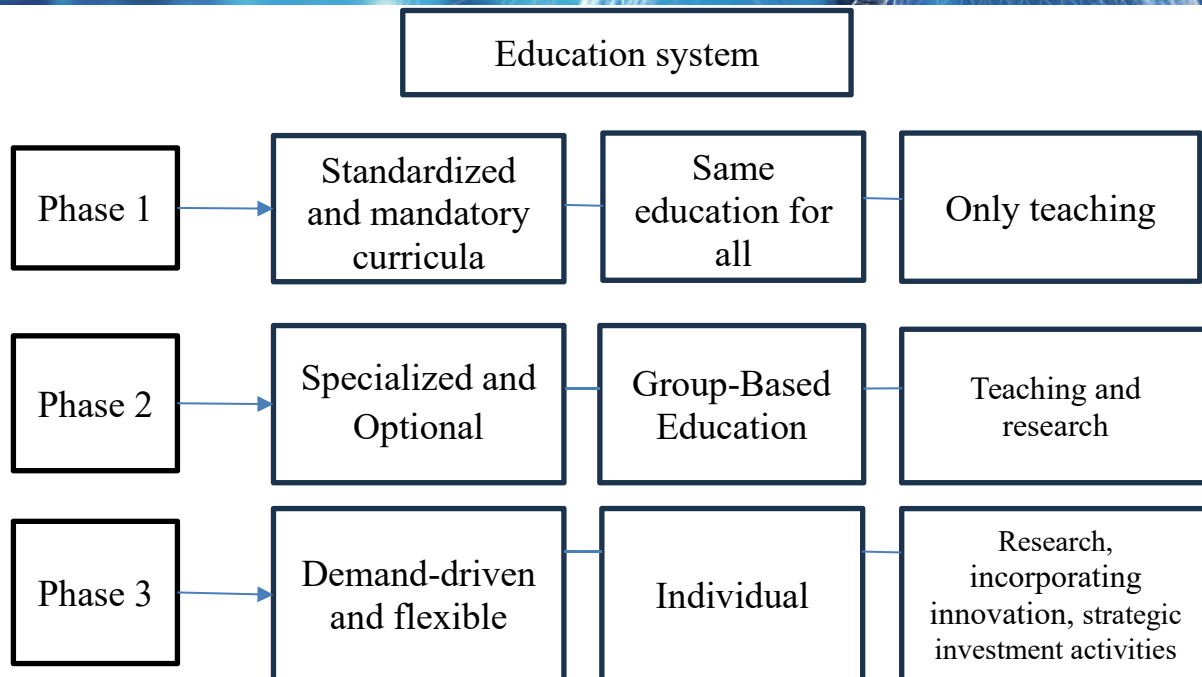 Education system
Phase 1
Standardized
and mandatory
curricula
Same
education for
all
Only teaching
Phase 2
Specialized and
Optional
Group-Based
Education
Teaching and
research
Phase 3
Demand-driven
and flexible
Individual
Research,
incorporating
innovation, strategic
investment activities